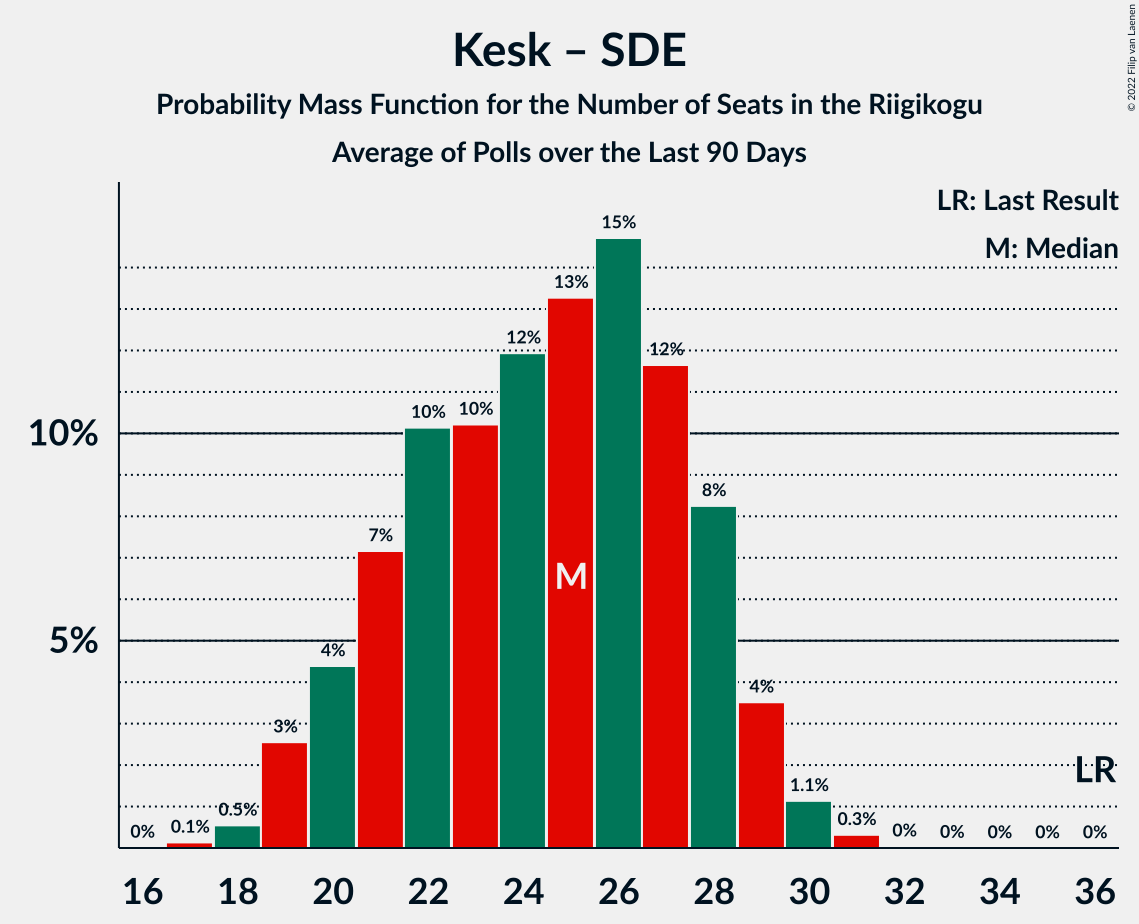 Kesk – SDE
Probability Mass Function for the Number of Seats in the Riigikogu
Average of Polls over the Last 90 Days
© 2022 Filip van Laenen
LR: Last Result
M: Median
15%
13%
12%
12%
10%
10%
10%
8%
7%
M
5%
4%
4%
3%
LR
1.1%
0.5%
0.3%
0.1%
0%
0%
0%
0%
0%
0%
16 18 20 22 24 26 28 30 32 34 36